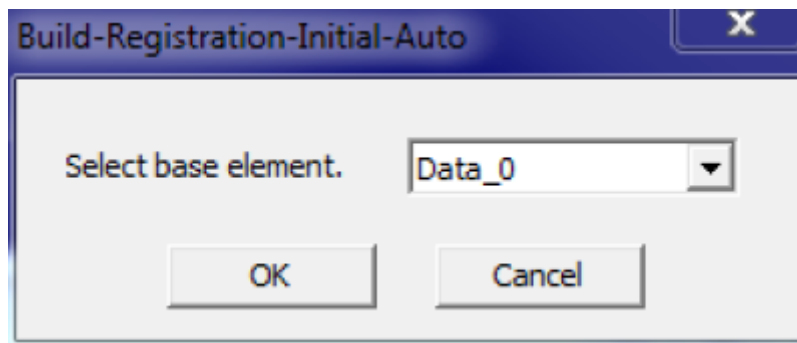 Build-Registration-Initial-Auto
Select base element.
Data_0
OK
Cancel